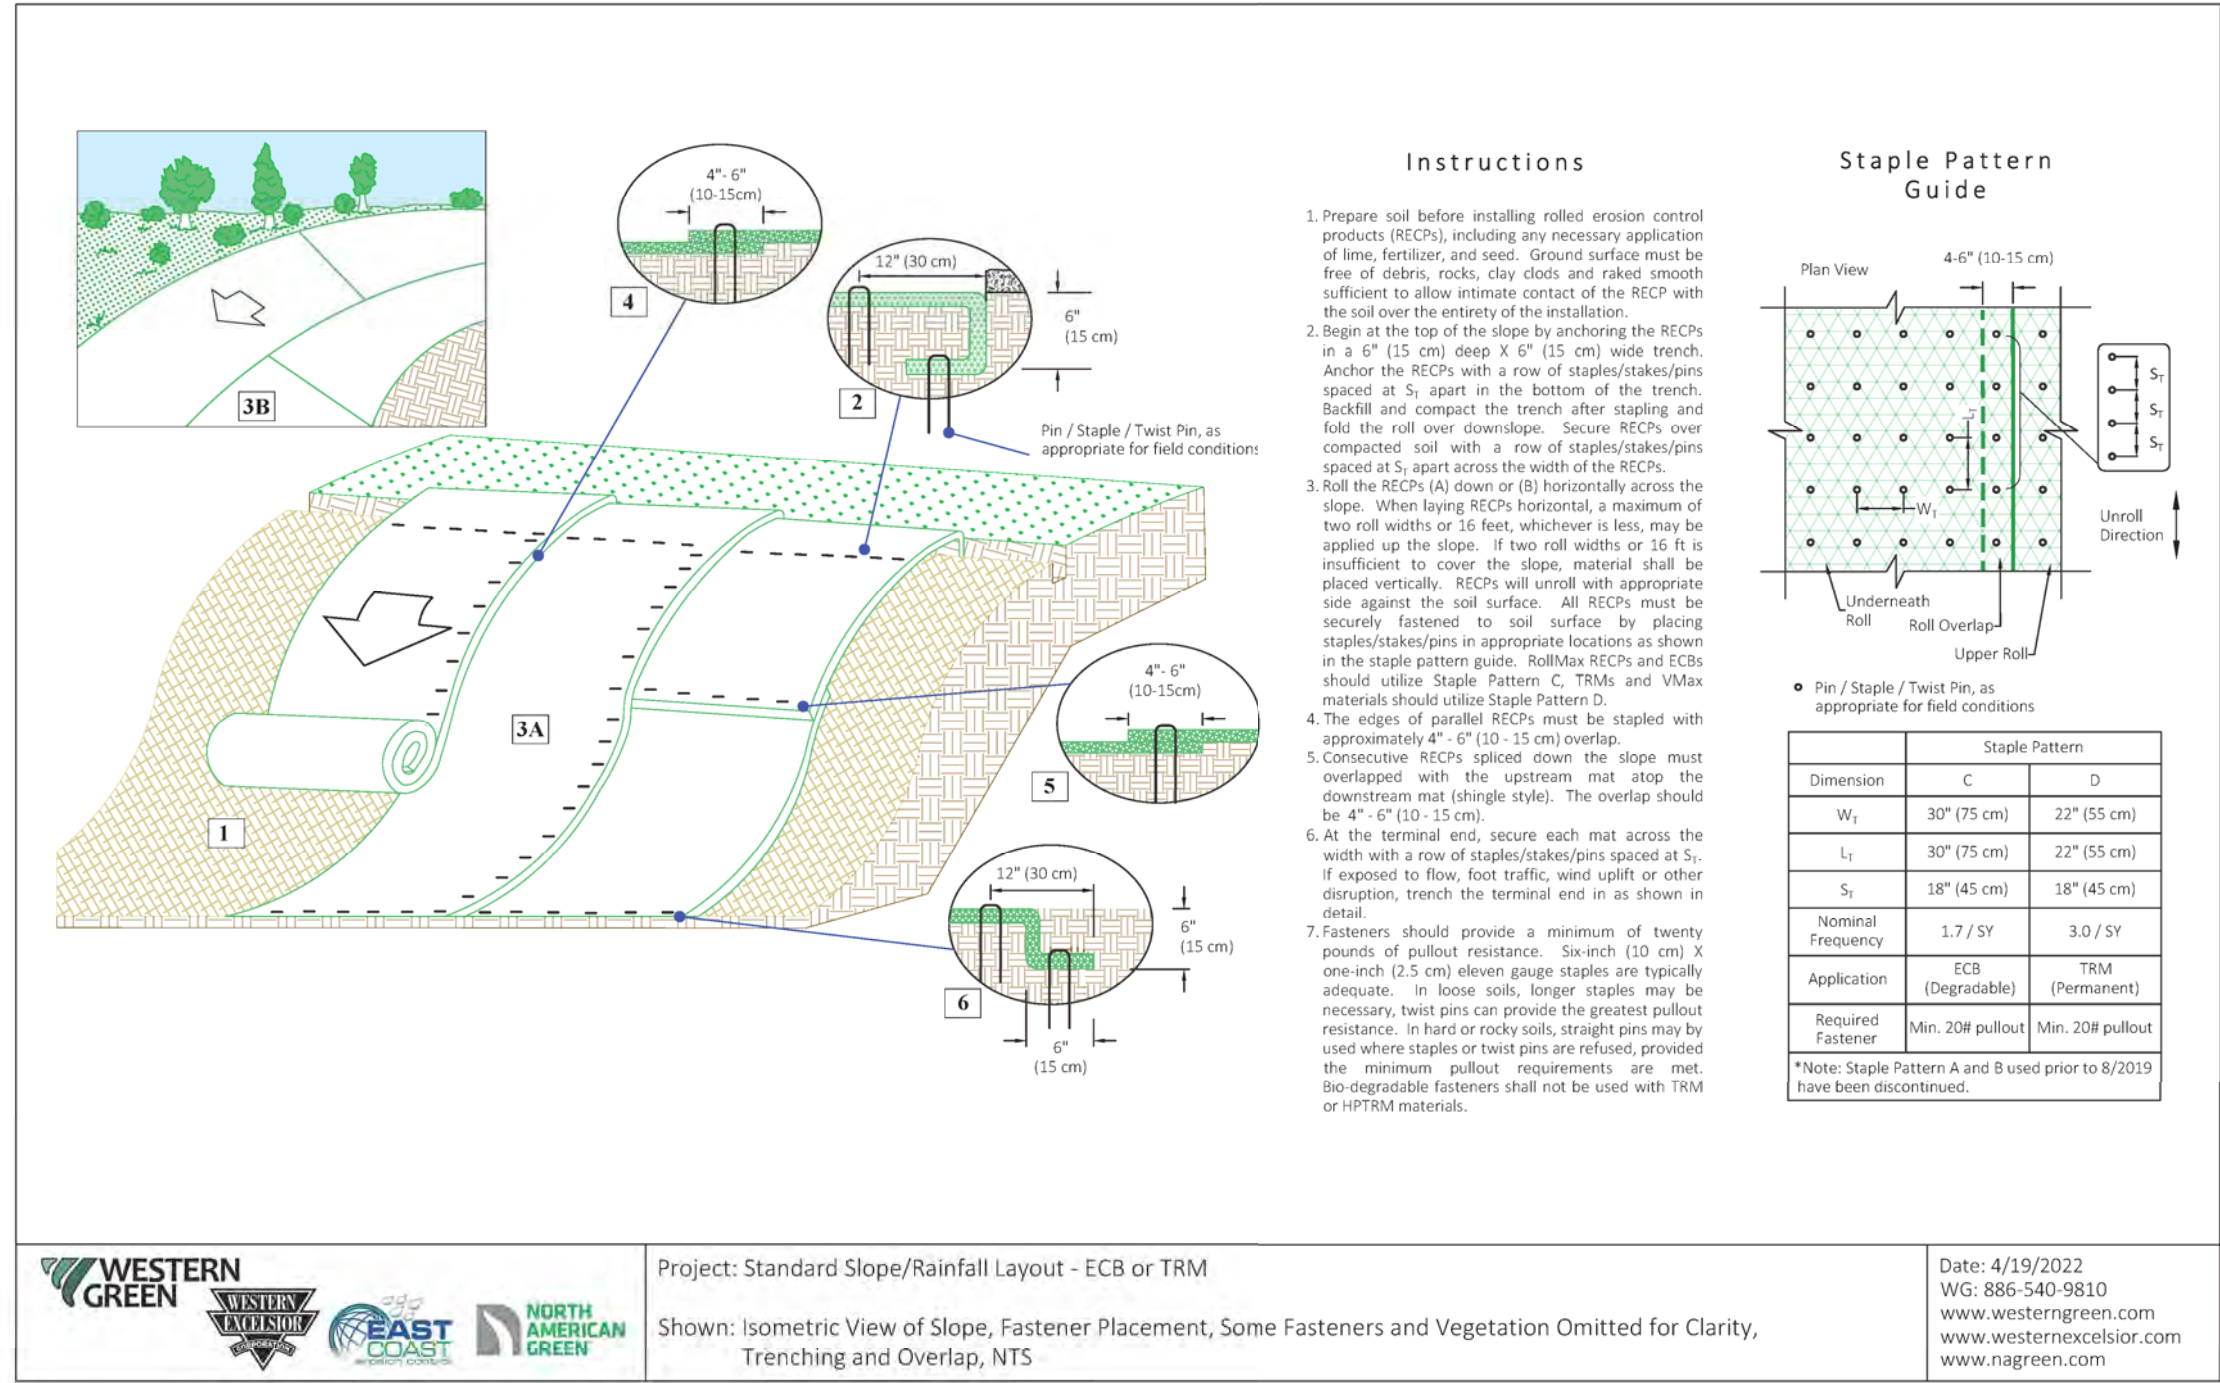 4"- 6"
(10-15cm)
4
12" (30 cm)
6"
(15 cm)
2
Pin / Staple / Twist Pin, as
appropriate for field conditions
3B
3A
1
4"- 6"
(10-15cm)
5
12" (30 cm)
6"
(15 cm)
6
6"
(15 cm)
Instructions
1. Prepare soil before installing rolled erosion control
products (RECPs), including any necessary application
of lime, fertilizer, and seed. Ground surface must be
free of debris, rocks, clay clods and raked smooth
sufficient to allow intimate contact of the RECP with
the soil over the entirety of the installation.
2. Begin at the top of the slope by anchoring the RECPs
in a 6" (15 cm) deep X 6" (15 cm) wide trench.
Anchor the RECPs with a row of staples/stakes/pins
spaced at ST apart in the bottom of the trench.
Backfill and compact the trench after stapling and
fold the roll over downslope. Secure RECPs over
compacted soil with a row of staples/stakes/pins
spaced at ST apart across the width of the RECPs.
3. Roll the RECPs (A) down or (B) horizontally across the
slope. When laying RECPs horizontal, a maximum of
two roll widths or 16 feet, whichever is less, may be
applied up the slope. If two roll widths or 16 ft is
insufficient to cover the slope, material shall be
placed vertically. RECPs will unroll with appropriate
side against the soil surface. All RECPs must be
securely fastened to soil surface by placing
staples/stakes/pins in appropriate locations as shown
in the staple pattern guide. RollMax RECPs and ECBs
should utilize Staple Pattern C, TRMs and VMax
materials should utilize Staple Pattern D.
4. The edges of parallel RECPs must be stapled with
approximately 4" - 6" (10 - 15 cm) overlap.
5. Consecutive RECPs spliced down the slope must
overlapped with the upstream mat atop the
downstream mat (shingle style). The overlap should
be 4" - 6" (10 - 15 cm).
6. At the terminal end, secure each mat across the
width with a row of staples/stakes/pins spaced at ST.
If exposed to flow, foot traffic, wind uplift or other
disruption, trench the terminal end in as shown in
detail.
7. Fasteners should provide a minimum of twenty
pounds of pullout resistance. Six-inch (10 cm) X
one-inch (2.5 cm) eleven gauge staples are typically
adequate. In loose soils, longer staples may be
necessary, twist pins can provide the greatest pullout
resistance. In hard or rocky soils, straight pins may by
used where staples or twist pins are refused, provided
the minimum pullout requirements are met.
Bio-degradable fasteners shall not be used with TRM
or HPTRM materials.
Staple Pattern
Guide
Plan View
4-6" (10-15 cm)
ST
ST
ST
LT
WT
Unroll
Direction
Underneath
Roll
Roll Overlap
Upper Roll
Pin / Staple / Twist Pin, as
appropriate for field conditions
Staple Pattern
Dimension C D
WT 30" (75 cm) 22" (55 cm)
LT 30" (75 cm) 22" (55 cm)
ST 18" (45 cm) 18" (45 cm)
Nominal
Frequency 1.7 / SY 3.0 / SY
Application ECB
(Degradable) TRM
(Permanent)
Required
Fastener Min. 20# pullout Min. 20# pullout
*Note: Staple Pattern A and B used prior to 8/2019
have been discontinued.
WESTERN
GREEN
WESTERN
EXCELSIOR
CORPORATION
EAST
COAST
erosion control
NORTH
AMERICAN
GREEN
Project: Standard Slope/Rainfall Layout - ECB or TRM
Shown: Isometric View of Slope, Fastener Placement, Some Fasteners and Vegetation Omitted for Clarity,
Trenching and Overlap, NTS
Date: 4/19/2022
WG: 886-540-9810
www.westerngreen.com
www.westernexcelsior.com
www.nagreen.com